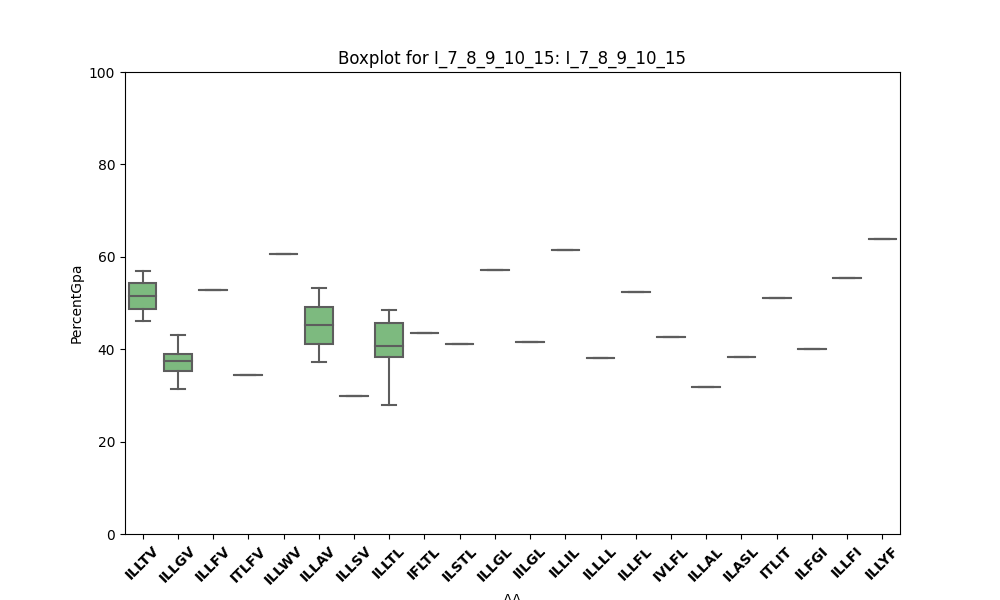 Boxplot for I_7_8_9_10_15: I_7_8_9_10_15
100
80
60
40
20
0
PercentGpa
ILLTV
ILLGV
ILLFV
ITLFV
ILLWV
ILLAV
ILLSV
ILLTL
IFLTL
ILSTL
ILLGL
IILGL
ILLIL
ILLLL
ILLFL
IVLFL
ILLAL
ILASL
ITLIT
ILFGI
ILLFI
ILLYF
AA